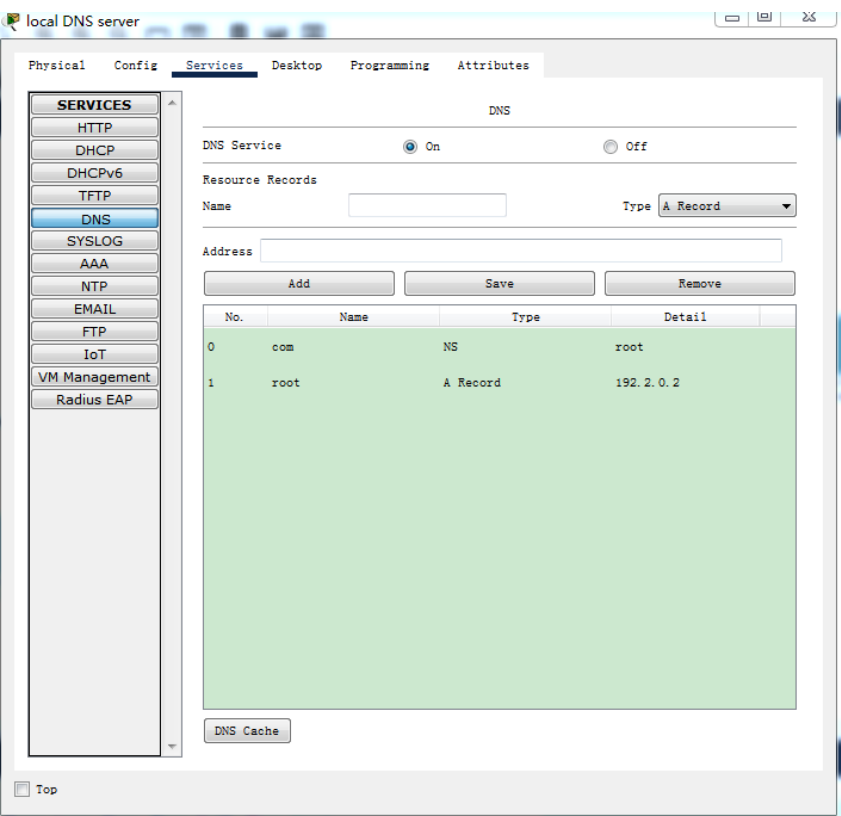 local DNS server
Physical Config Services Desktop Programming Attributes
SERVICES
HTTP
DHCP
DHCPv6
TFTP
DNS
SYSLOG
AAA
NTP
EMAIL
FTP
IoT
VM Management
Radius EAP
DNS
DNS Service On Off
Resource Records
Name Type A Record
Address
Add Save Remove
No. Name Type Detail
0 com NS root
1 root A Record 192.2.0.2
DNS Cache
Top